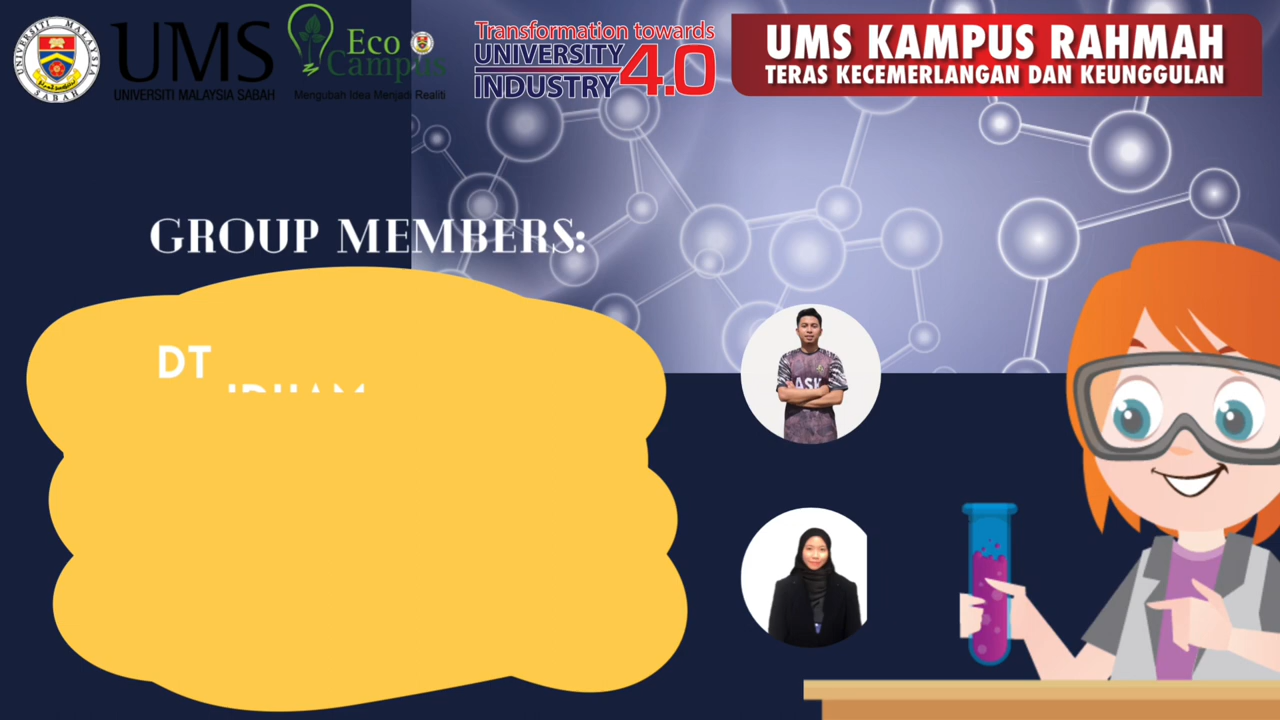 UNIVERSITI MALAYSIA SABAH
UMS
UNIVERSITI MALAYSIA SABAH
Eco
Campus
Mengubah Idea Menjadi Realiti
Transformation towards
UNIVERSITY
INDUSTRY
4.0
UMS KAMPUS RAHMAH
TERAS KECEMERLANGAN DAN KEUNGGULAN
GROUP MEMBERS:
DT
ASK